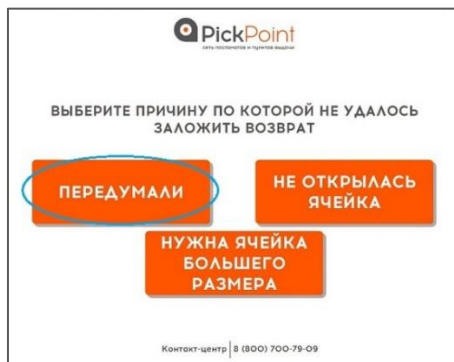 PickPoint
сеть постаматов и пунктов выдачи
ВЫБЕРИТЕ ПРИЧИНУ ПО КОТОРОЙ НЕ УДАЛОСЬ
ЗАЛОЖИТЬ ВОЗВРАТ
ПЕРЕДУМАЛИ
НЕ ОТКРЫЛАСЬ
ЯЧЕЙКА
НУЖНА ЯЧЕЙКА
БОЛЬШЕГО
РАЗМЕРА
Контакт-центр | 8 (800) 700-79-09